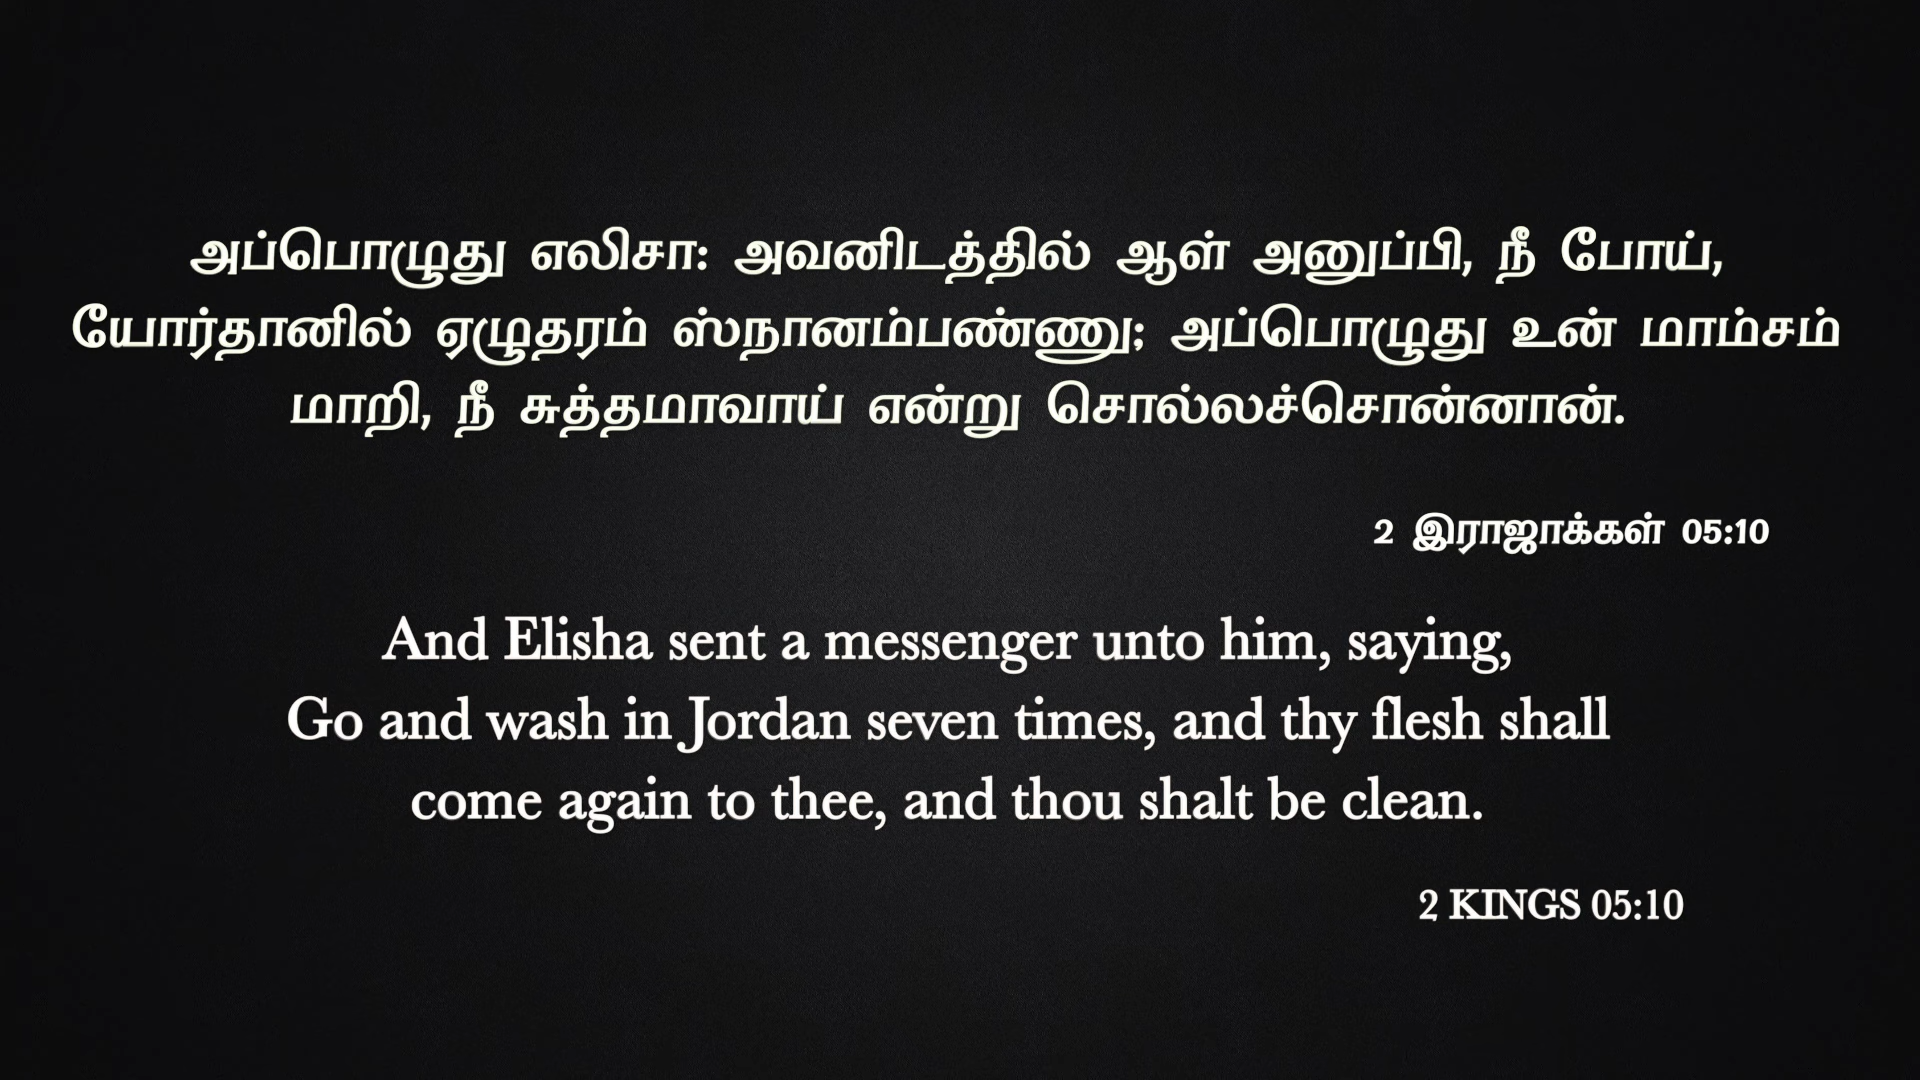 அப்பொழுது எலிசா: அவனிடத்தில் ஆள் அனுப்பி, நீ போய்,
யோர்தானில் ஏழுதரம் ஸ்நானம்பண்ணு; அப்பொழுது உன் மாம்சம்
மாறி, நீ சுத்தமாவாய் என்று சொல்லச்சொன்னான்.
2 இராஜாக்கள் 05:10
And Elisha sent a messenger unto him, saying,
Go and wash in Jordan seven times, and thy flesh shall
come again to thee, and thou shalt be clean.
2 KINGS 05:10